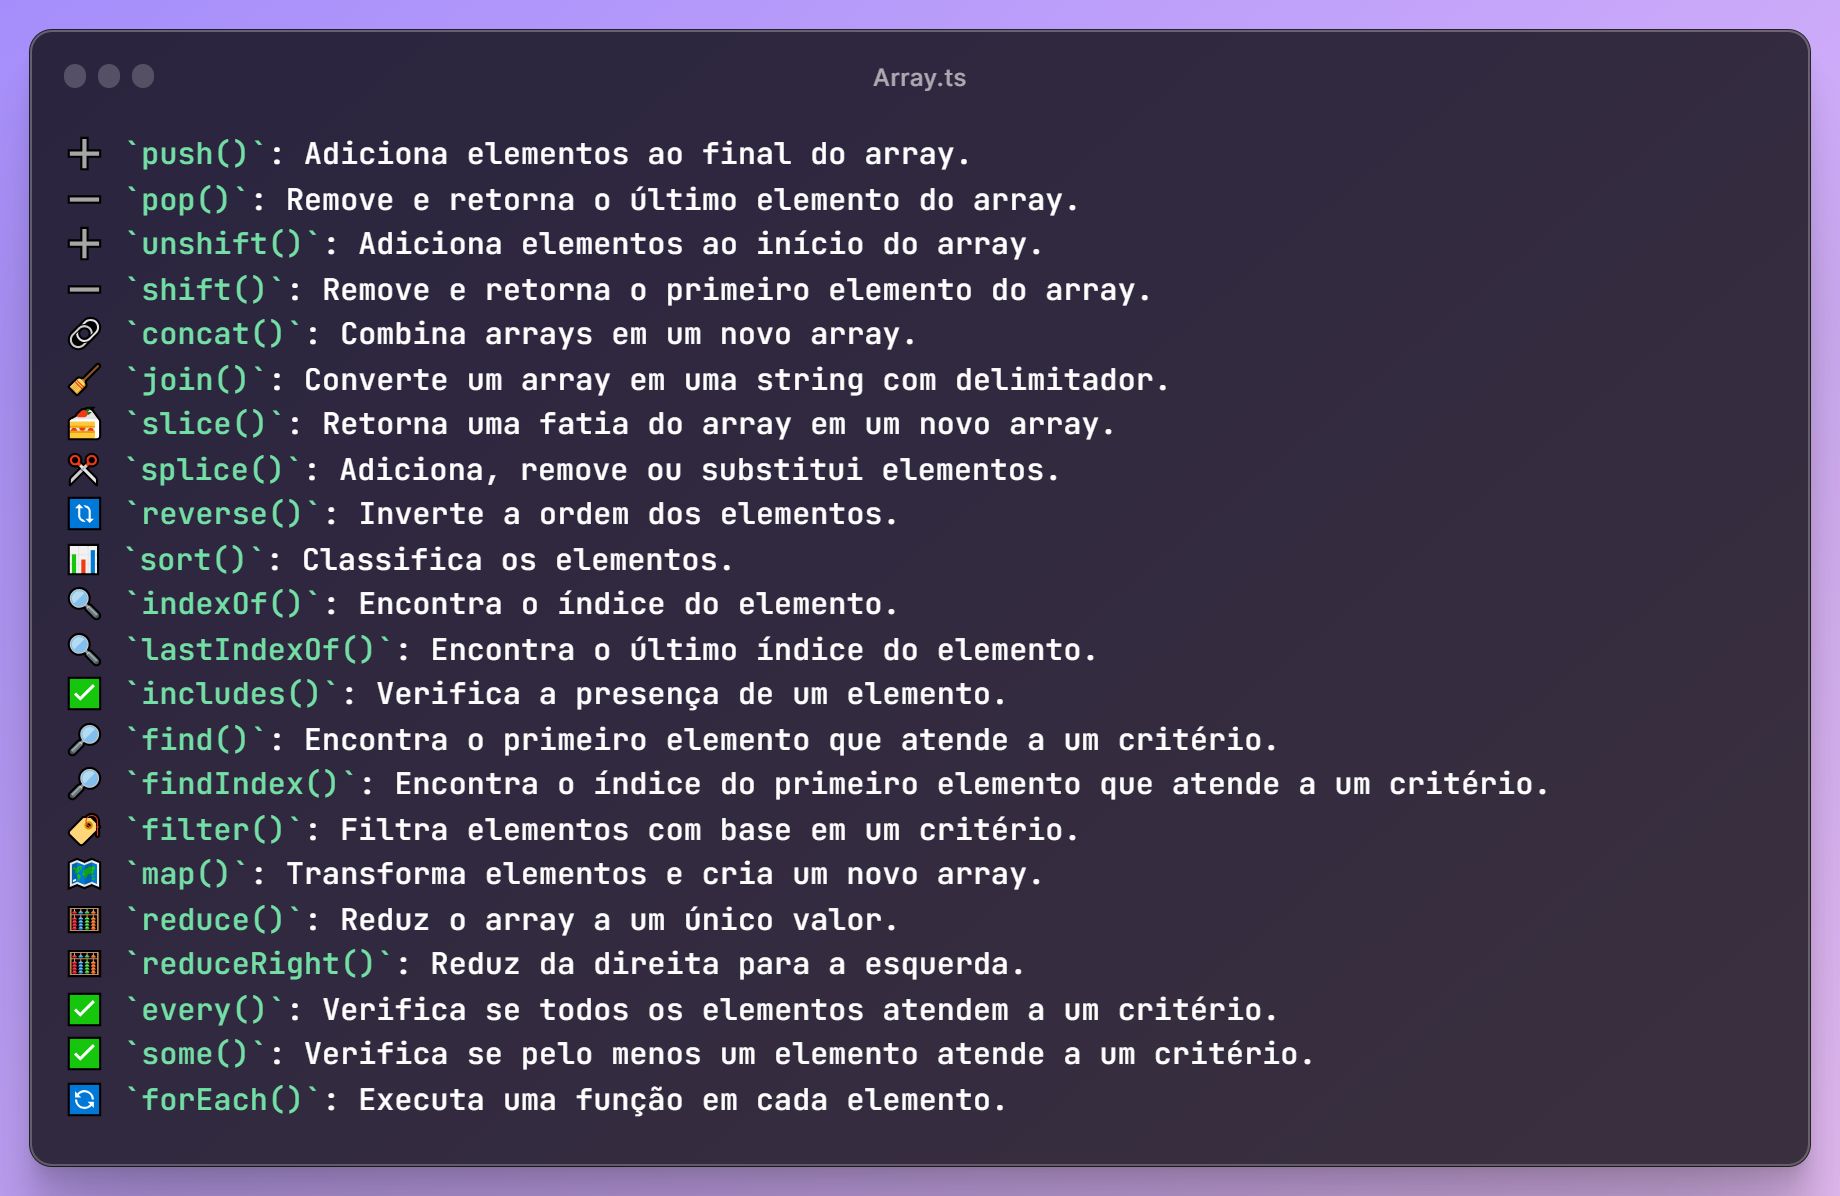 Array.ts
➕ `push()`: Adiciona elementos ao final do array.
➖ `pop()`: Remove e retorna o último elemento do array.
➕ `unshift()`: Adiciona elementos ao início do array.
➖ `shift()`: Remove e retorna o primeiro elemento do array.
🔗 `concat()`: Combina arrays em um novo array.
🧹 `join()`: Converte um array em uma string com delimitador.
🍰 `slice()`: Retorna uma fatia do array em um novo array.
✂️ `splice()`: Adiciona, remove ou substitui elementos.
🔃 `reverse()`: Inverte a ordem dos elementos.
📊 `sort()`: Classifica os elementos.
🔍 `indexOf()`: Encontra o índice do elemento.
🔍 `lastIndexOf()`: Encontra o último índice do elemento.
✅ `includes()`: Verifica a presença de um elemento.
🔎 `find()`: Encontra o primeiro elemento que atende a um critério.
🔎 `findIndex()`: Encontra o índice do primeiro elemento que atende a um critério.
🏷️ `filter()`: Filtra elementos com base em um critério.
🗺️ `map()`: Transforma elementos e cria um novo array.
🧮 `reduce()`: Reduz o array a um único valor.
🧮 `reduceRight()`: Reduz da direita para a esquerda.
✅ `every()`: Verifica se todos os elementos atendem a um critério.
✅ `some()`: Verifica se pelo menos um elemento atende a um critério.
🔄 `forEach()`: Executa uma função em cada elemento.